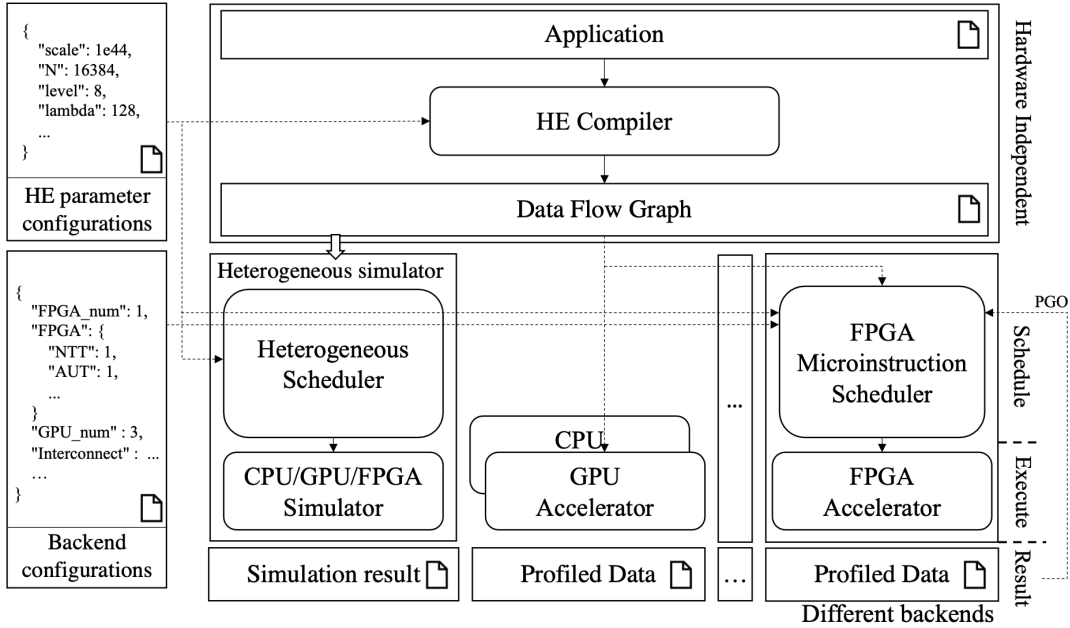 {
"scale": 1e44,
"N": 16384,
"level": 8,
"lambda": 128,
...
}
HE parameter
configurations
{
"FPGA_num": 1,
"FPGA": {
"NTT": 1,
"AUT": 1,
...
}
"GPU_num" : 3,
"Interconnect" : ...
...
}
Backend
configurations
Application
HE Compiler
Data Flow Graph
Hardware Independent
Heterogeneous simulator
Heterogeneous
Scheduler
CPU/GPU/FPGA
Simulator
Simulation result
CPU
GPU
Accelerator
Profiled Data
...
...
FPGA
Microinstruction
Scheduler
FPGA
Accelerator
Profiled Data
PGO
Schedule
Execute
Result
Different backends